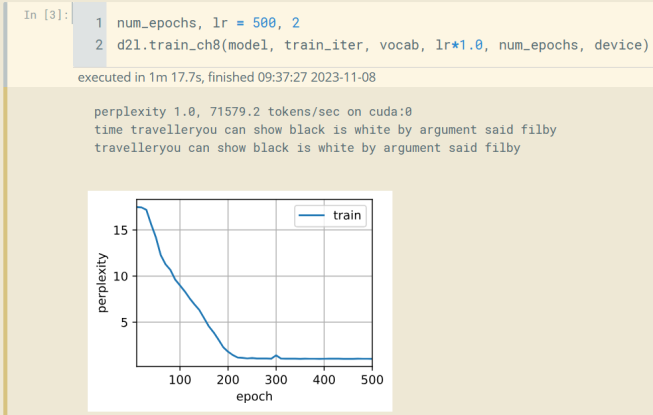 In [3]:
1 num_epochs, lr = 500, 2
2 d2l.train_ch8(model, train_iter, vocab, lr*1.0, num_epochs, device)
executed in 1m 17.7s, finished 09:37:27 2023-11-08
perplexity 1.0, 71579.2 tokens/sec on cuda:0
time travelleryou can show black is white by argument said filby
travelleryou can show black is white by argument said filby
train
15
10
5
perplexity
100 200 300 400 500
epoch